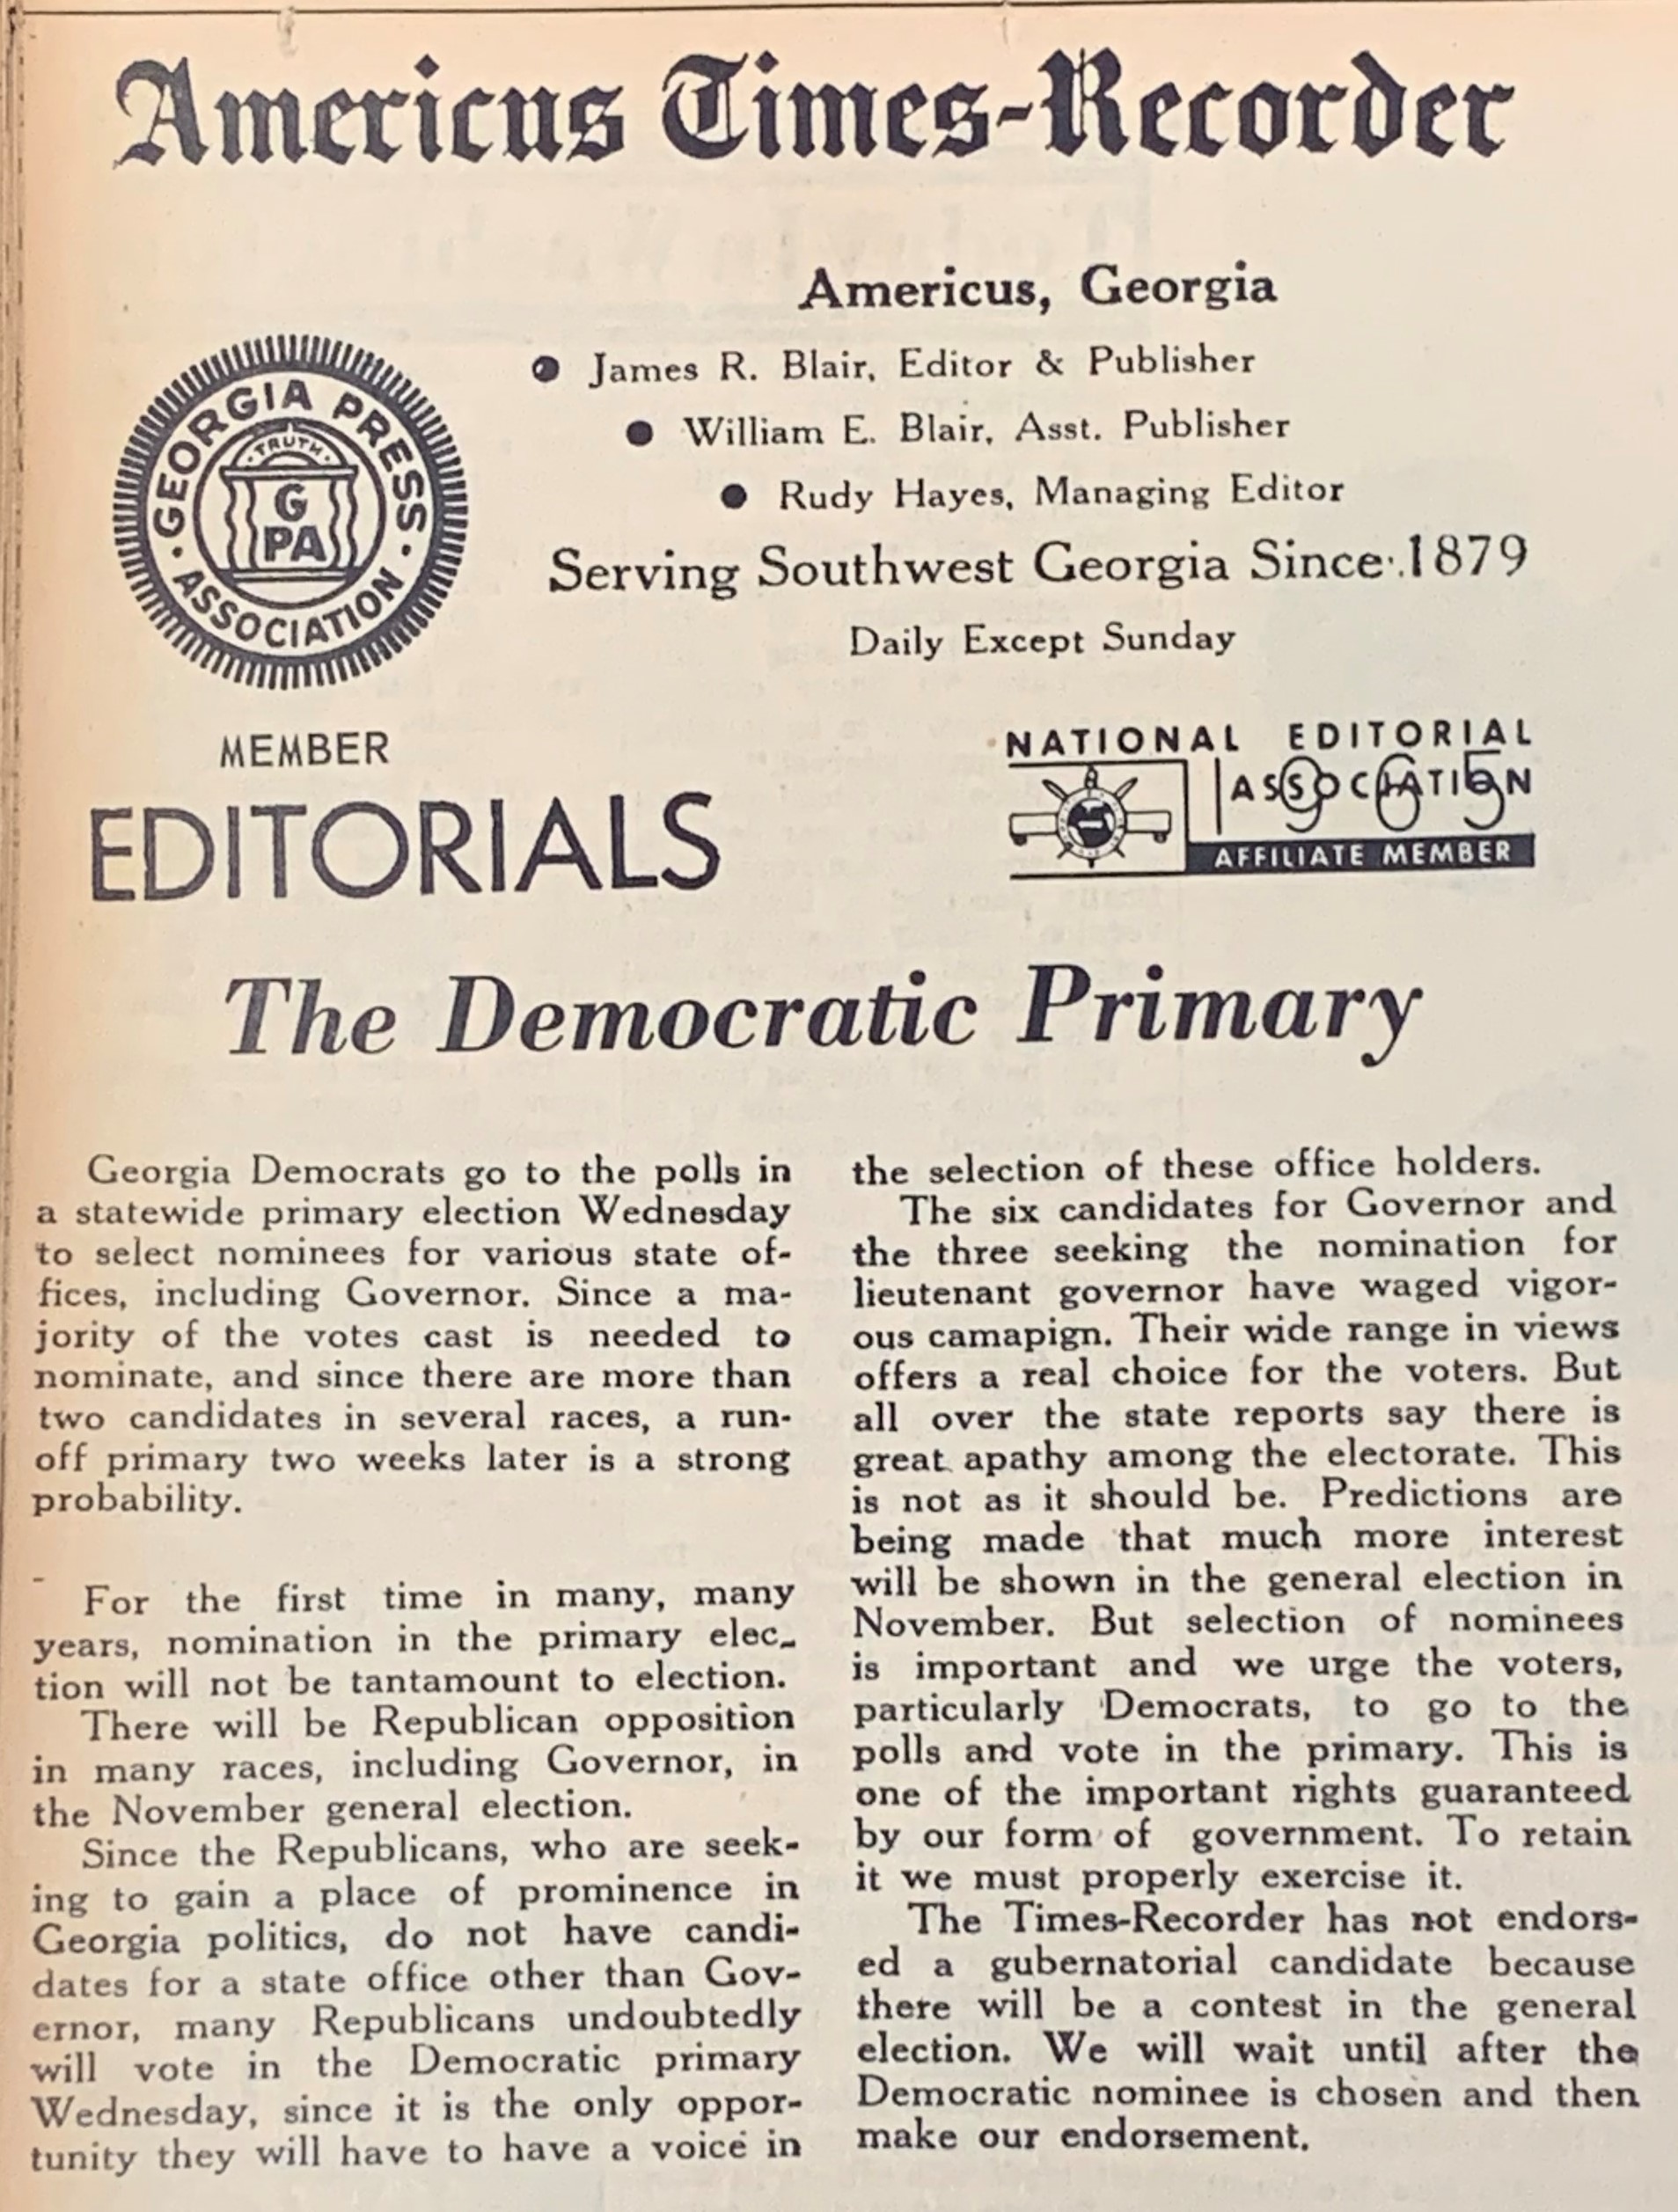 Americus Times-Recorder
Americus, Georgia
● James R. Blair, Editor & Publisher
● William E. Blair, Asst. Publisher
● Rudy Hayes, Managing Editor
Serving Southwest Georgia Since 1879
Daily Except Sunday
GEORGIA PRESS
ASSOCIATION
TRUTH
G
PA
MEMBER
NATIONAL EDITORIAL
ASSOCIATION
1965
AFFILIATE MEMBER
EDITORIALS
The Democratic Primary
Georgia Democrats go to the polls in
a statewide primary election Wednesday
to select nominees for various state of-
fices, including Governor. Since a ma-
jority of the votes cast is needed to
nominate, and since there are more than
two candidates in several races, a run-
off primary two weeks later is a strong
probability.
For the first time in many, many
years, nomination in the primary elec-
tion will not be tantamount to election.
There will be Republican opposition
in many races, including Governor, in
the November general election.
Since the Republicans, who are seek-
ing to gain a place of prominence in
Georgia politics, do not have candi-
dates for a state office other than Gov-
ernor, many Republicans undoubtedly
will vote in the Democratic primary
Wednesday, since it is the only oppor-
tunity they will have to have a voice in
the selection of these office holders.
The six candidates for Governor and
the three seeking the nomination for
lieutenant governor have waged vigor-
ous camapign. Their wide range in views
offers a real choice for the voters. But
all over the state reports say there is
great apathy among the electorate. This
is not as it should be. Predictions are
being made that much more interest
will be shown in the general election in
November. But selection of nominees
is important and we urge the voters,
particularly Democrats, to go to the
polls and vote in the primary. This is
one of the important rights guaranteed
by our form of government. To retain
it we must properly exercise it.
The Times-Recorder has not endors-
ed a gubernatorial candidate because
there will be a contest in the general
election. We will wait until after the
Democratic nominee is chosen and then
make our endorsement.